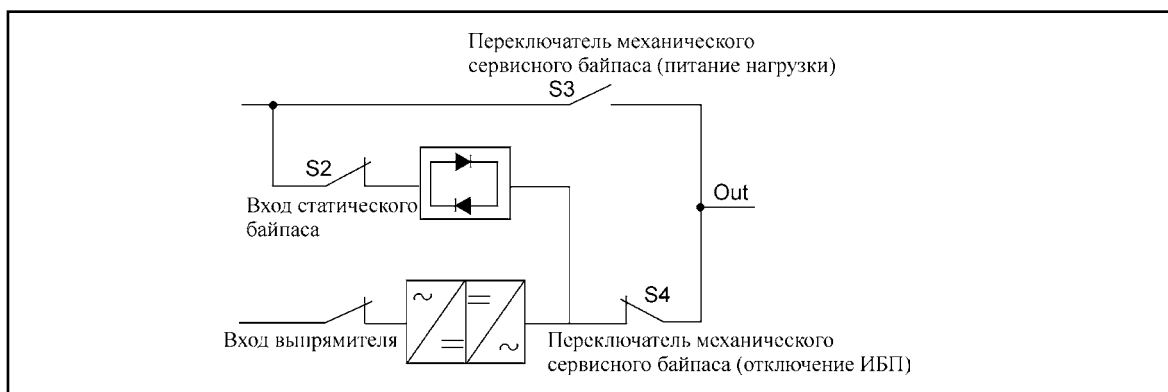 Переключатель механического
сервисного байпаса (питание нагрузки)
S3
S2
Out
Вход статического
байпаса
S4
Вход выпрямителя
Переключатель механического
сервисного байпаса (отключение ИБП)